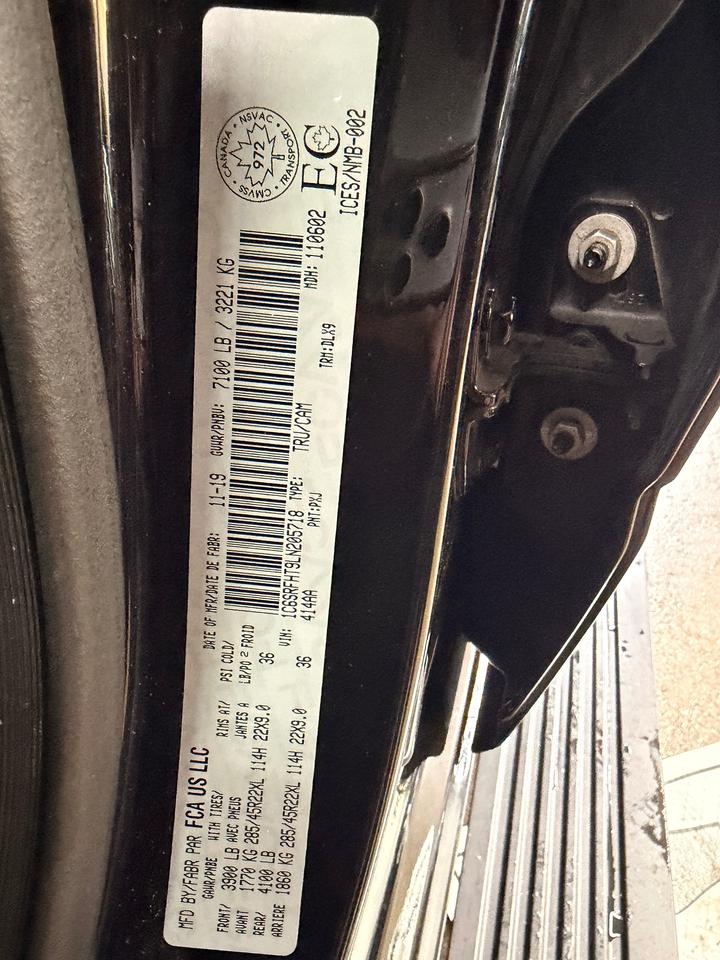 MFD BY/FABR PAR FCA US LLC
DATE OF MFR/DATE DE FABR: 11-19 GVWR/PNBV: 7100 LB / 3221 KG
GAWR/PNBE WITH TIRES/ RIMS AT/ PSI COLD/
AVEC PNEUS JANTES A LB/PO 2 FROID
FRONT/ 3900 LB
AVANT 1770 KG 285/45R22XL 114H 22X9.0 36
REAR/ 4100 LB
ARRIERE 1860 KG 285/45R22XL 114H 22X9.0 36
VIN: 1C6SRFHT9LN205718 TYPE: TRU/CAM MDH: 110602
414AA PNT:PXJ TRM:DLX9
CANADA • NSVAC • TRANSPORT • CMVSS
972
EC
ICES/NMB-002